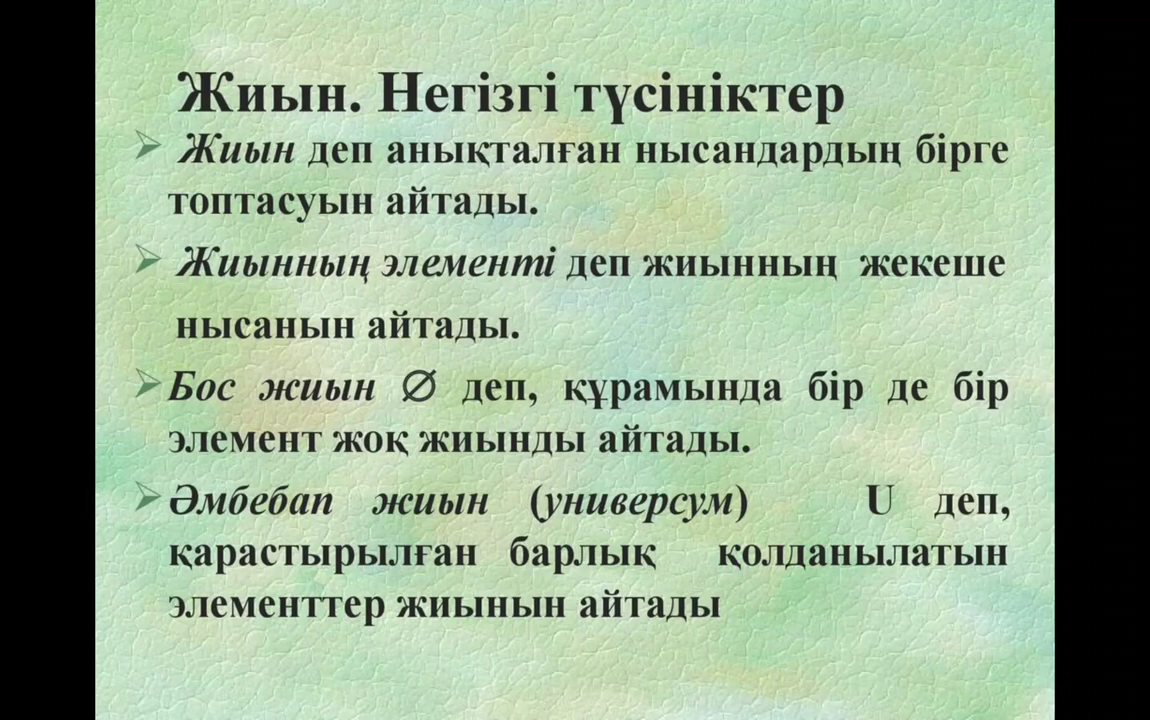 Жиын. Негізгі түсініктер
Жиын деп анықталған нысандардың бірге
топтасуын айтады.
Жиынның элементі деп жиынның жекеше
нысанын айтады.
Бос жиын ∅ деп, құрамында бір де бір
элемент жоқ жиынды айтады.
Әмбебап жиын (универсум) U деп,
қарастырылған барлық қолданылатын
элементтер жиынын айтады